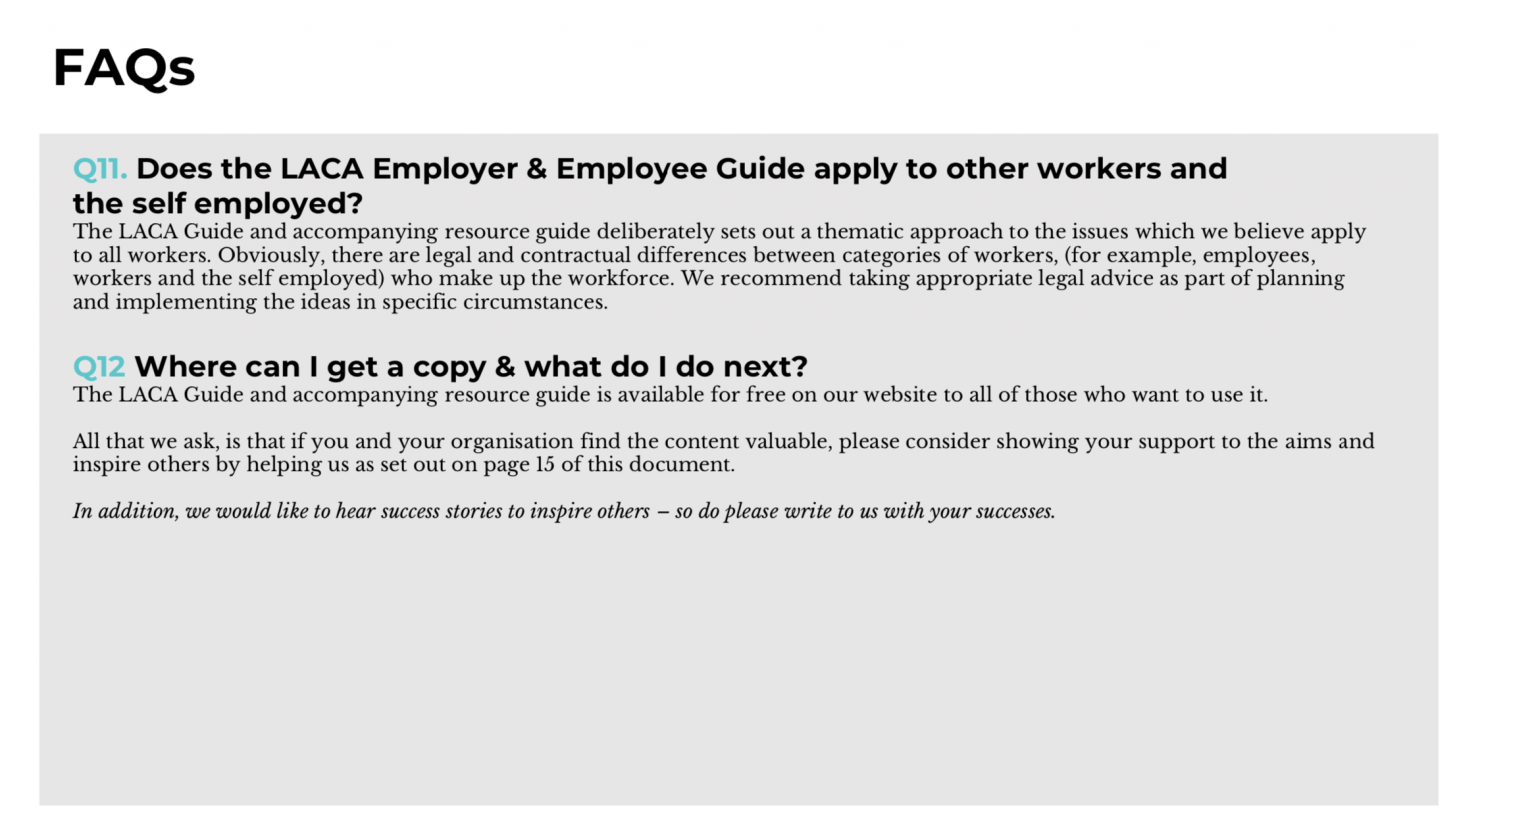 FAQs
Q11. Does the LACA Employer & Employee Guide apply to other workers and
the self employed?
The LACA Guide and accompanying resource guide deliberately sets out a thematic approach to the issues which we believe apply
to all workers. Obviously, there are legal and contractual differences between categories of workers, (for example, employees,
workers and the self employed) who make up the workforce. We recommend taking appropriate legal advice as part of planning
and implementing the ideas in specific circumstances.
Q12 Where can I get a copy & what do I do next?
The LACA Guide and accompanying resource guide is available for free on our website to all of those who want to use it.
All that we ask, is that if you and your organisation find the content valuable, please consider showing your support to the aims and
inspire others by helping us as set out on page 15 of this document.
In addition, we would like to hear success stories to inspire others – so do please write to us with your successes.